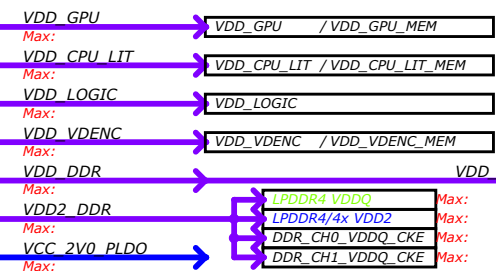 VDD_GPU
Max:
VDD_GPU / VDD_GPU_MEM
VDD_CPU_LIT
Max:
VDD_CPU_LIT / VDD_CPU_LIT_MEM
VDD_LOGIC
Max:
VDD_LOGIC
VDD_VDENC
Max:
VDD_VDENC / VDD_VDENC_MEM
VDD_DDR
Max:
VDD_
VDD2_DDR
Max:
LPDDR4 VDDQ Max:
LPDDR4/4x VDD2 Max:
DDR_CH0_VDDQ_CKE Max:
DDR_CH1_VDDQ_CKE Max:
VCC_2V0_PLDO
Max: